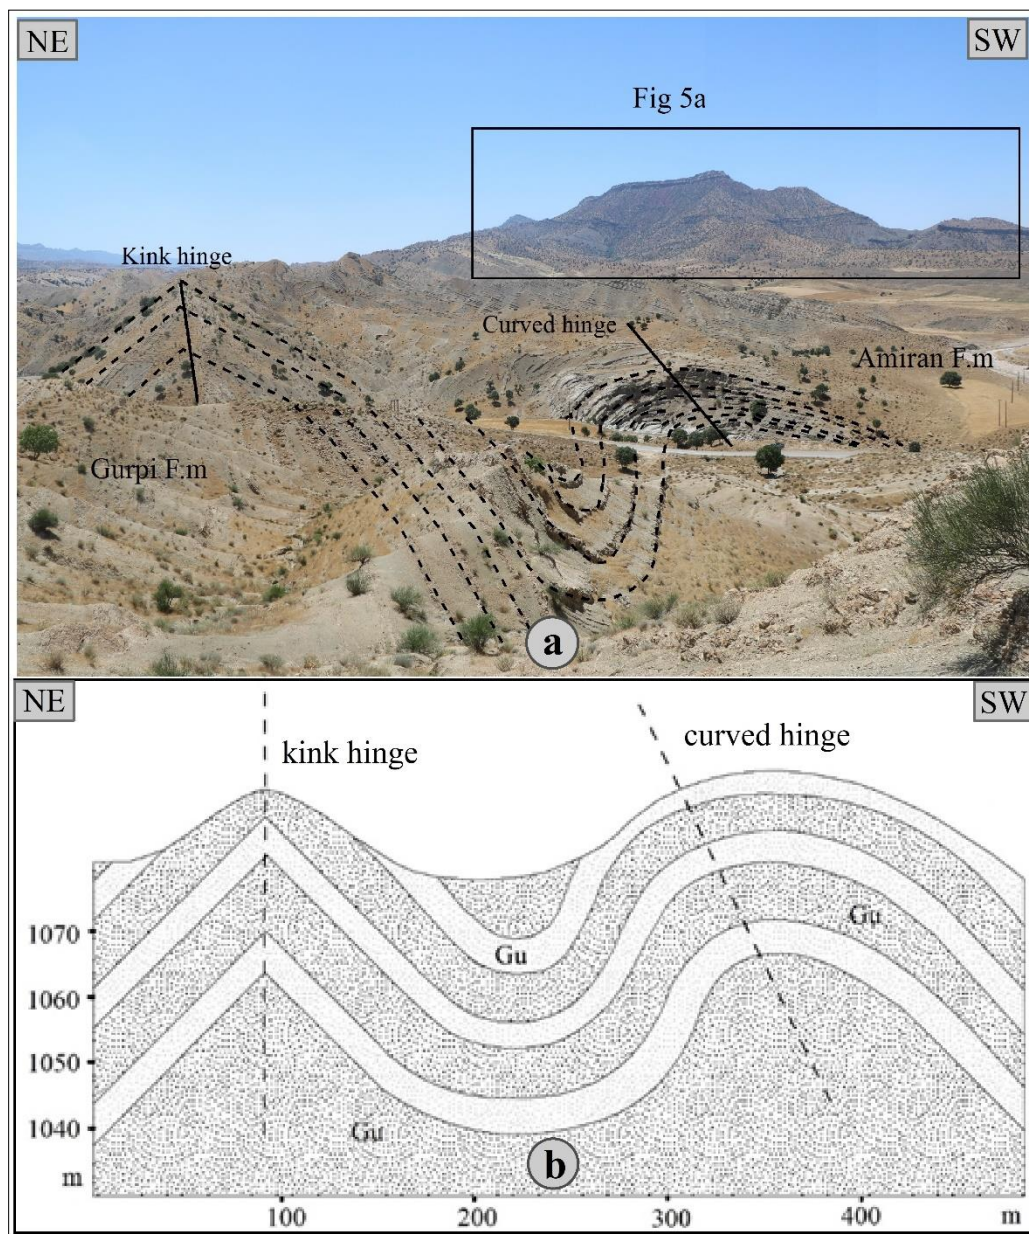 NE
SW
Fig 5a
Kink hinge
Curved hinge
Amiran F.m
Gurpi F.m
a
NE
SW
kink hinge
curved hinge
1070
Gu
Gu
1060
1050
1040
Gu
m
b
100
200
300
400
m